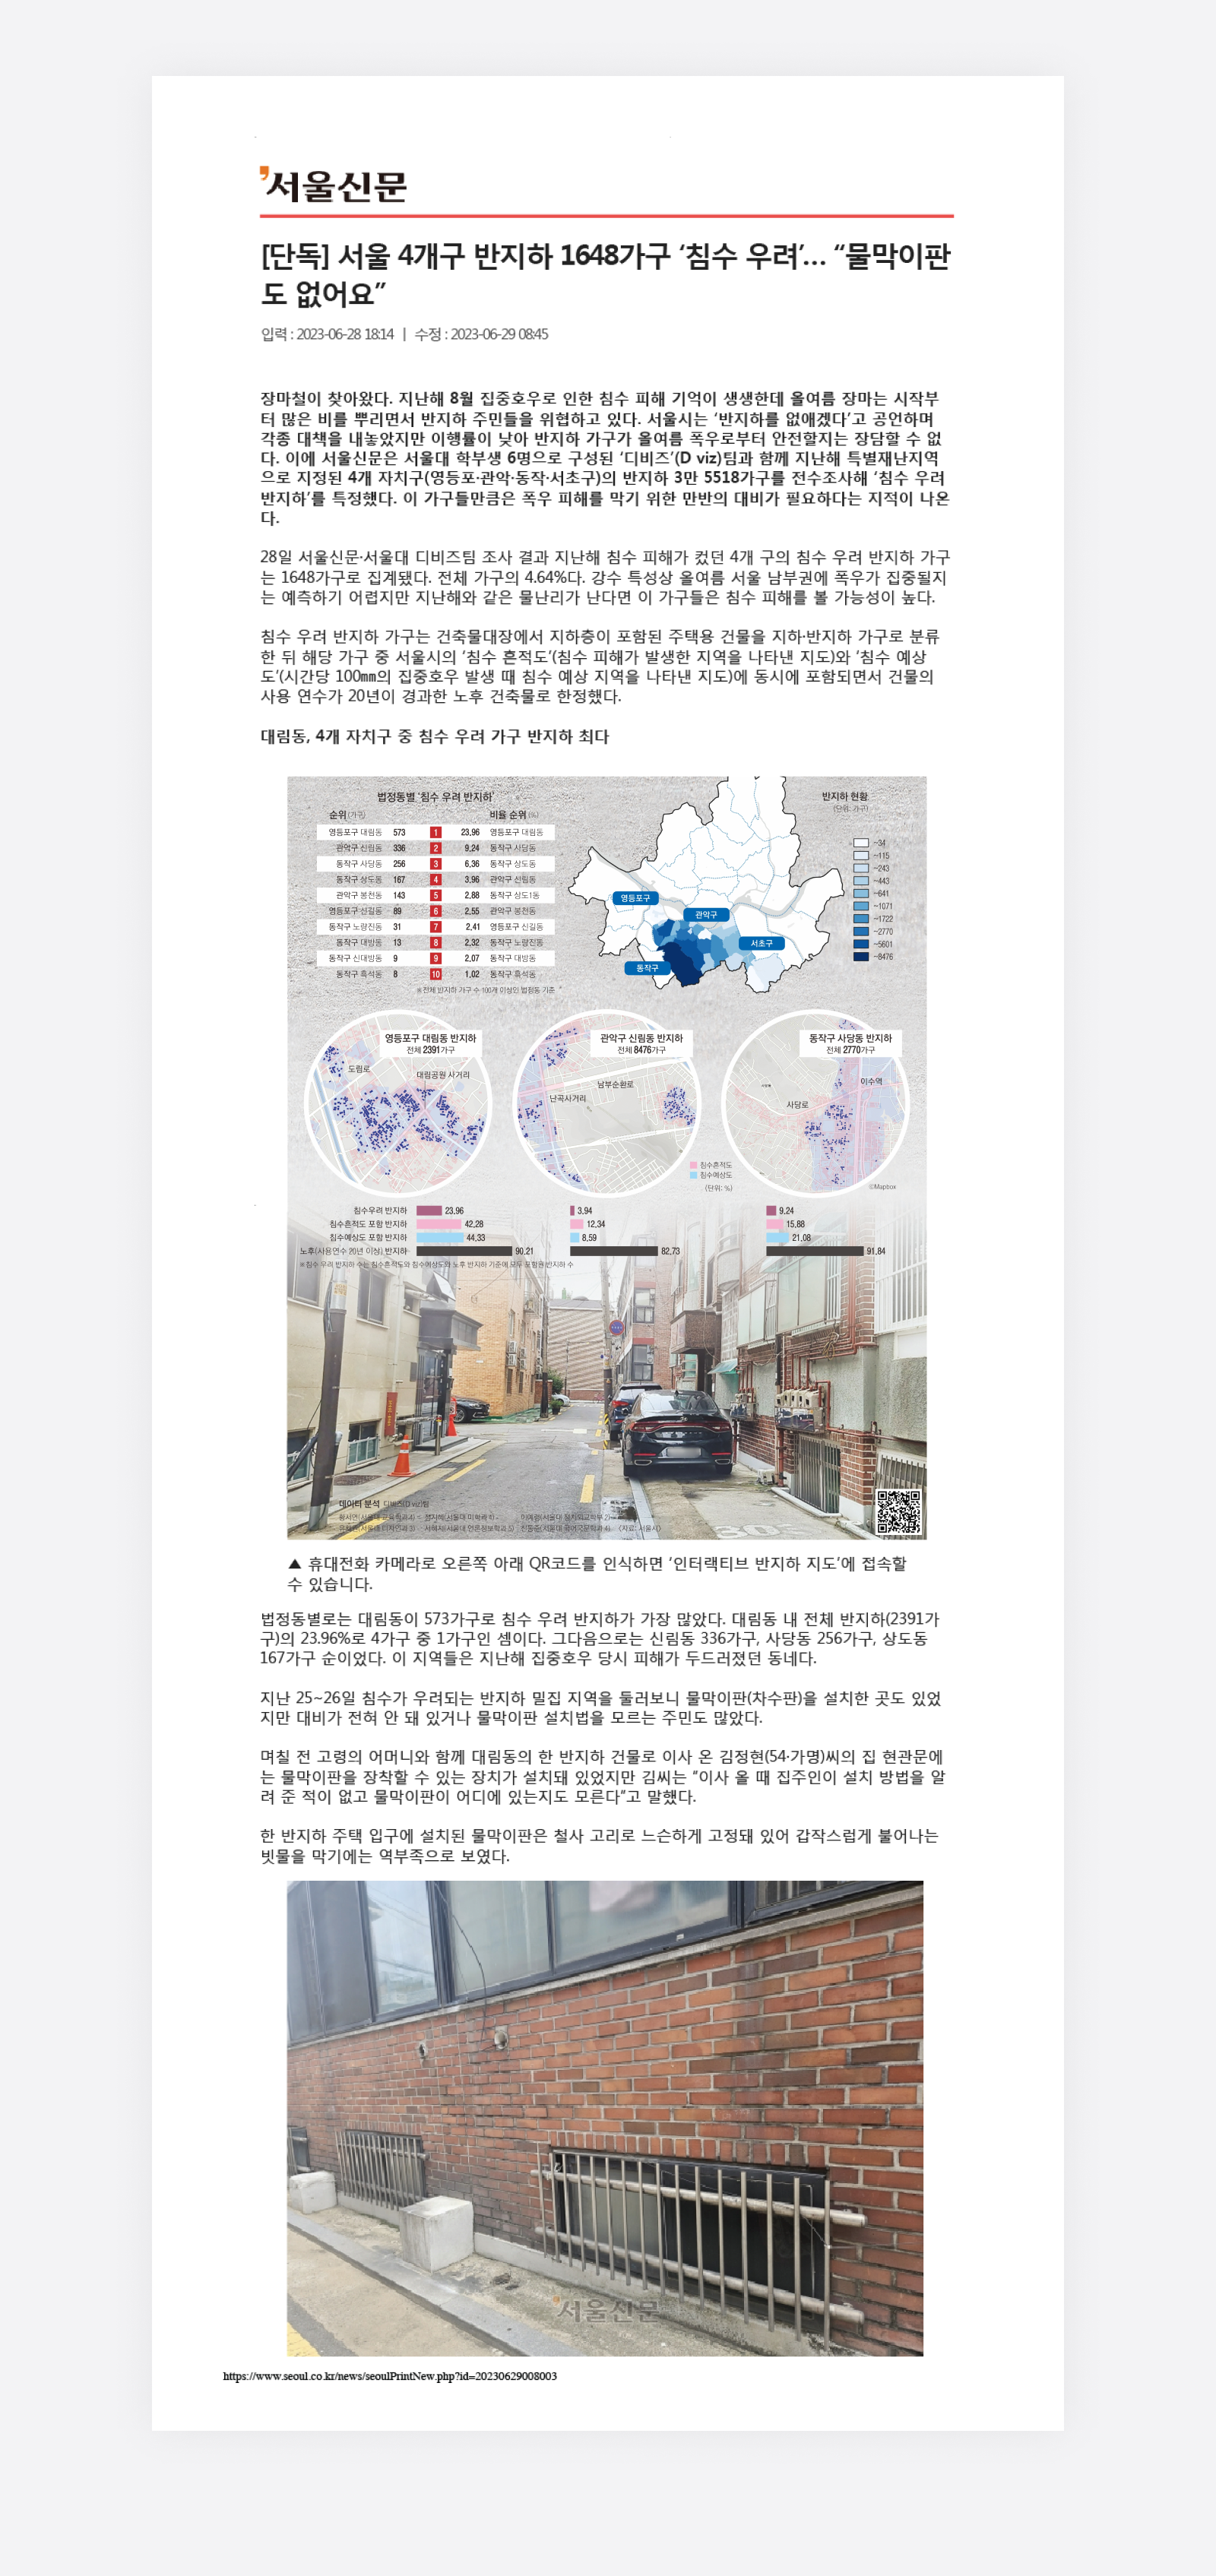 서울신문
[단독] 서울 4개구 반지하 1648가구 ‘침수 우려’… “물막이판
도 없어요”
입력 : 2023-06-28 18:14 | 수정 : 2023-06-29 08:45
장마철이 찾아왔다. 지난해 8월 집중호우로 인한 침수 피해 기억이 생생한데 올여름 장마는 시작부
터 많은 비를 뿌리면서 반지하 주민들을 위협하고 있다. 서울시는 ‘반지하를 없애겠다’고 공언하며
각종 대책을 내놓았지만 이행률이 낮아 반지하 가구가 올여름 폭우로부터 안전할지는 장담할 수 없
다. 이에 서울신문은 서울대 학부생 6명으로 구성된 ‘디비즈’(D viz)팀과 함께 지난해 특별재난지역
으로 지정된 4개 자치구(영등포·관악·동작·서초구)의 반지하 3만 5518가구를 전수조사해 ‘침수 우려
반지하’를 특정했다. 이 가구들만큼은 폭우 피해를 막기 위한 만반의 대비가 필요하다는 지적이 나온
다.
28일 서울신문·서울대 디비즈팀 조사 결과 지난해 침수 피해가 컸던 4개 구의 침수 우려 반지하 가구
는 1648가구로 집계됐다. 전체 가구의 4.64%다. 강수 특성상 올여름 서울 남부권에 폭우가 집중될지
는 예측하기 어렵지만 지난해와 같은 물난리가 난다면 이 가구들은 침수 피해를 볼 가능성이 높다.
침수 우려 반지하 가구는 건축물대장에서 지하층이 포함된 주택용 건물을 지하·반지하 가구로 분류
한 뒤 해당 가구 중 서울시의 ‘침수 흔적도’(침수 피해가 발생한 지역을 나타낸 지도)와 ‘침수 예상
도’(시간당 100㎜의 집중호우 발생 때 침수 예상 지역을 나타낸 지도)에 동시에 포함되면서 건물의
사용 연수가 20년이 경과한 노후 건축물로 한정했다.
대림동, 4개 자치구 중 침수 우려 가구 반지하 최다
법정동별 ‘침수 우려 반지하’
순위 (가구) 비율 순위 (%)
영등포구 대림동 573 1 23.96 영등포구 대림동
관악구 신림동 336 2 9.24 동작구 사당동
동작구 사당동 256 3 6.36 동작구 상도동
동작구 상도동 167 4 3.96 관악구 신림동
관악구 봉천동 143 5 2.88 동작구 상도1동
영등포구 신길동 89 6 2.55 관악구 봉천동
동작구 노량진동 31 7 2.41 영등포구 신길동
동작구 대방동 13 8 2.32 동작구 노량진동
동작구 신대방동 9 9 2.07 동작구 대방동
동작구 흑석동 8 10 1.02 동작구 흑석동
※전체 반지하 가구 수 100개 이상인 법정동 기준
반지하 현황
(단위: 가구)
~34
~115
~243
~443
~641
~1071
~1722
~2770
~5601
~8476
영등포구
관악구
서초구
동작구
영등포구 대림동 반지하
전체 2391가구
도림로
대림공원 사거리
관악구 신림동 반지하
전체 8476가구
남부순환로
난곡사거리
동작구 사당동 반지하
전체 2770가구
이수역
사당로
침수흔적도
침수예상도
(단위: %)
©Mapbox
침수우려 반지하 23.96 3.94 9.24
침수흔적도 포함 반지하 42.28 12.34 15.88
침수예상도 포함 반지하 44.33 8.59 21.08
노후(사용연수 20년 이상) 반지하 90.21 82.73 91.84
※침수 우려 반지하 수는 침수흔적도와 침수예상도와 노후 반지하 기준에 모두 포함된 반지하 수
데이터 분석 디비즈(D viz)팀
▲ 휴대전화 카메라로 오른쪽 아래 QR코드를 인식하면 ‘인터랙티브 반지하 지도’에 접속할
수 있습니다.
법정동별로는 대림동이 573가구로 침수 우려 반지하가 가장 많았다. 대림동 내 전체 반지하(2391가
구)의 23.96%로 4가구 중 1가구인 셈이다. 그다음으로는 신림동 336가구, 사당동 256가구, 상도동
167가구 순이었다. 이 지역들은 지난해 집중호우 당시 피해가 두드러졌던 동네다.
지난 25~26일 침수가 우려되는 반지하 밀집 지역을 둘러보니 물막이판(차수판)을 설치한 곳도 있었
지만 대비가 전혀 안 돼 있거나 물막이판 설치법을 모르는 주민도 많았다.
며칠 전 고령의 어머니와 함께 대림동의 한 반지하 건물로 이사 온 김정현(54·가명)씨의 집 현관문에
는 물막이판을 장착할 수 있는 장치가 설치돼 있었지만 김씨는 “이사 올 때 집주인이 설치 방법을 알
려 준 적이 없고 물막이판이 어디에 있는지도 모른다”고 말했다.
한 반지하 주택 입구에 설치된 물막이판은 철사 고리로 느슨하게 고정돼 있어 갑작스럽게 불어나는
빗물을 막기에는 역부족으로 보였다.
서울신문
https://www.seoul.co.kr/news/seoulPrintNew.php?id=20230629008003